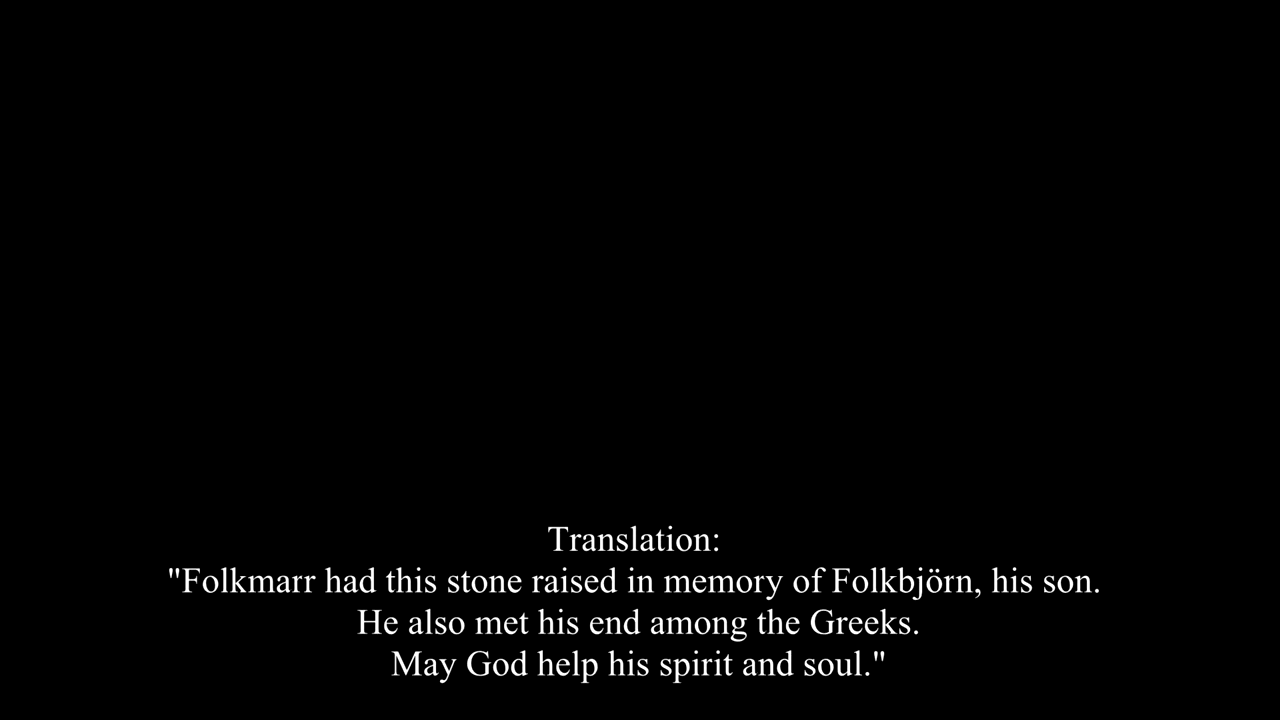 Translation:
"Folkmarr had this stone raised in memory of Folkbjörn, his son.
He also met his end among the Greeks.
May God help his spirit and soul."